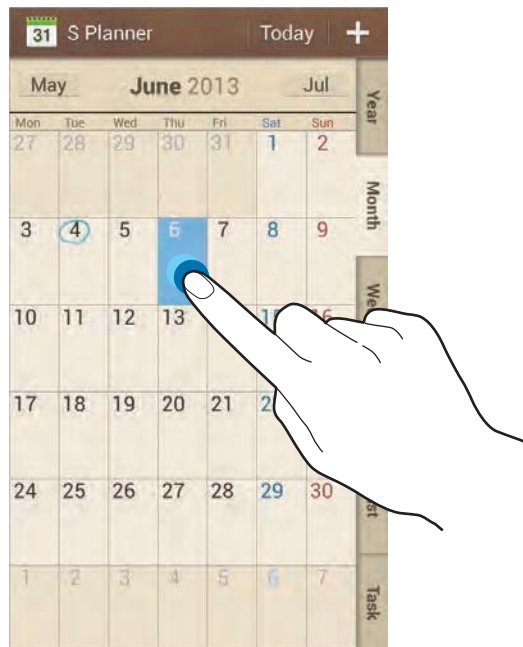 31 S Planner Today +
May June 2013 Jul
Mon Tue Wed Thu Fri Sat Sun
27 28 29 30 31 1 2
3 4 5 6 7 8 9
10 11 12 13 16
17 18 19 20 21
24 25 26 27 28 29 30
1 2 3 4 5 6 7
Year
Month
Task